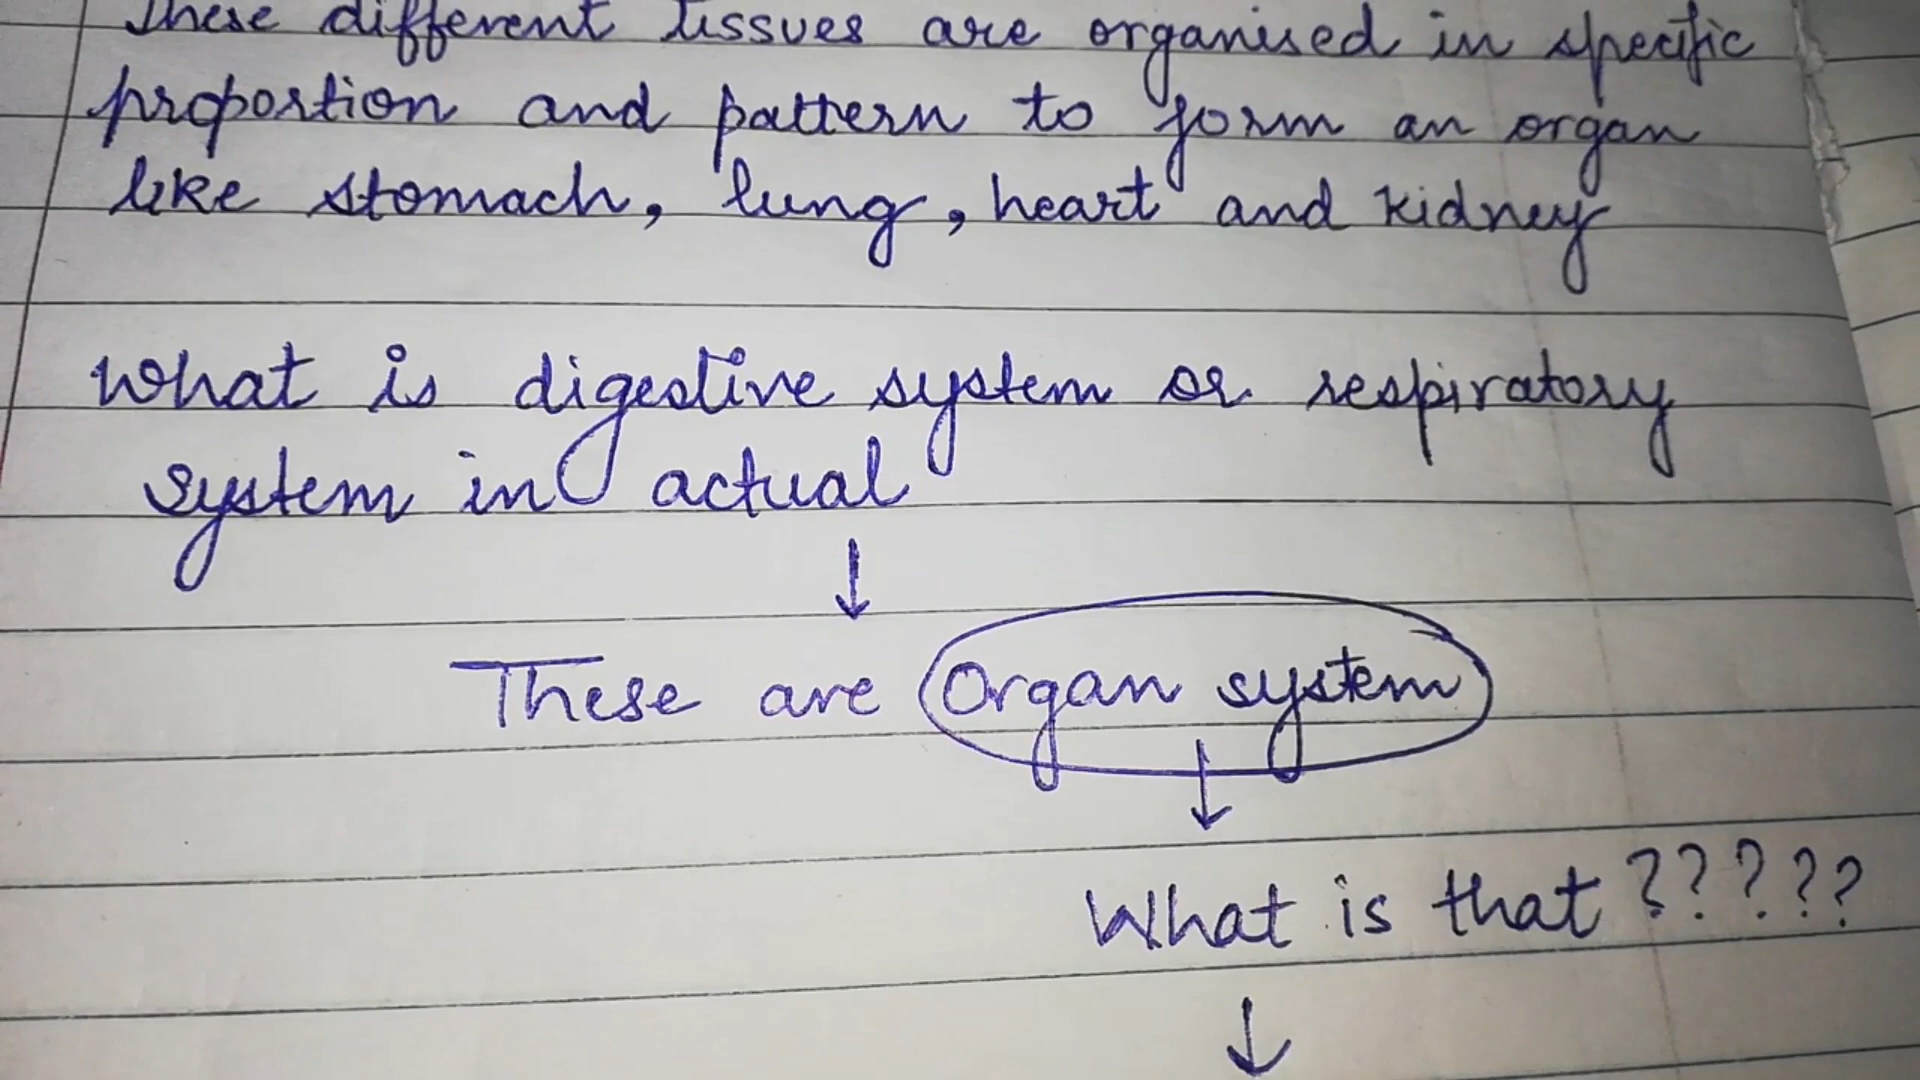 These different tissues are organised in specific
proportion and pattern to form an organ
like stomach, lung, heart and kidney
What is digestive system or respiratory
system in actual
↓
These are Organ system
↓
What is that ?????
↓